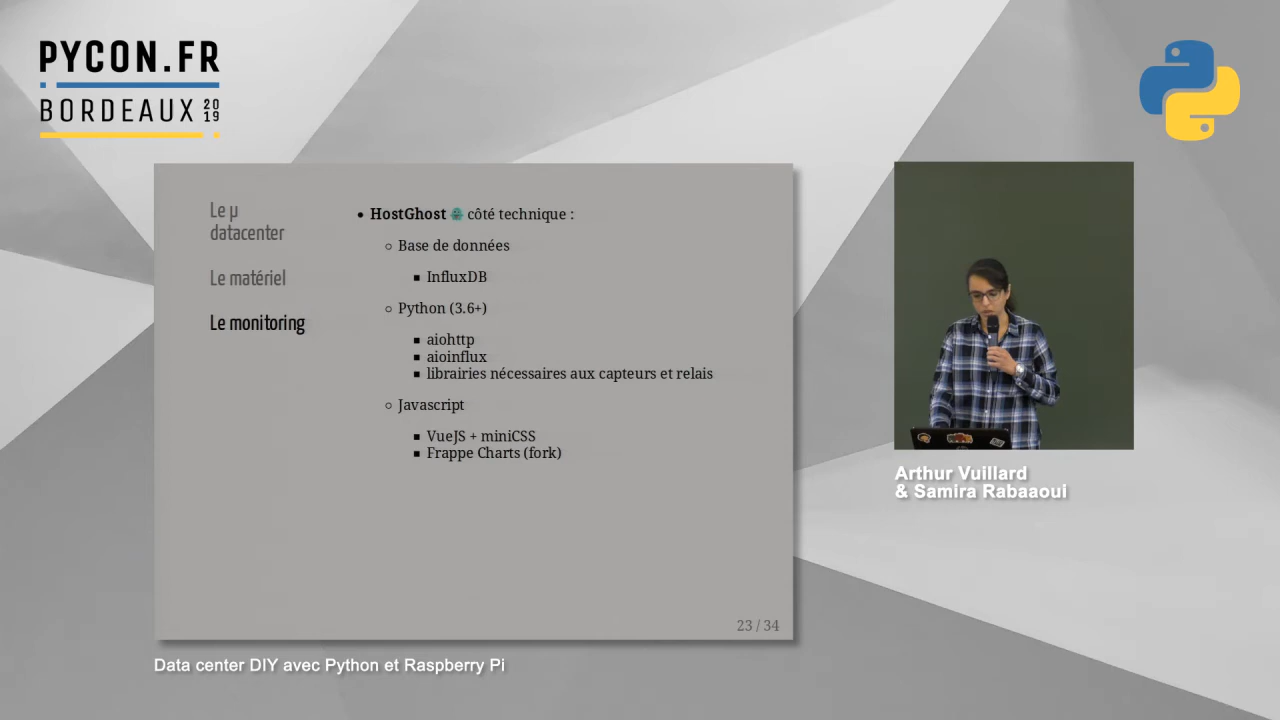 PYCON.FR
BORDEAUX 2019
Le µ
datacenter
Le matériel
Le monitoring
• HostGhost côté technique :
○ Base de données
▪ InfluxDB
○ Python (3.6+)
▪ aiohttp
▪ aioinflux
▪ librairies nécessaires aux capteurs et relais
○ Javascript
▪ VueJS + miniCSS
▪ Frappe Charts (fork)
23 / 34
Arthur Vuillard
& Samira Rabaaoui
Data center DIY avec Python et Raspberry Pi